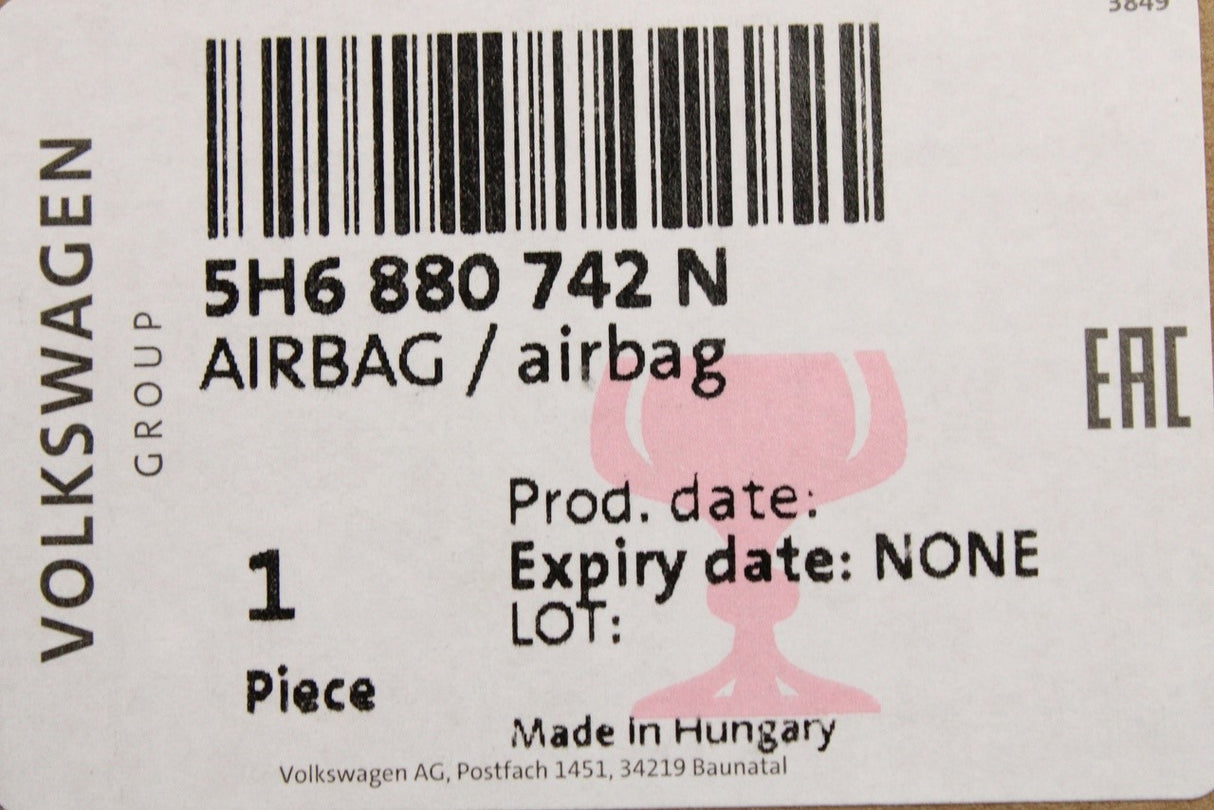 3849
VOLKSWAGEN
GROUP
5H6 880 742 N
AIRBAG / airbag
EAC
Prod. date:
Expiry date: NONE
LOT:
1
Piece
Made in Hungary
Volkswagen AG, Postfach 1451, 34219 Baunatal